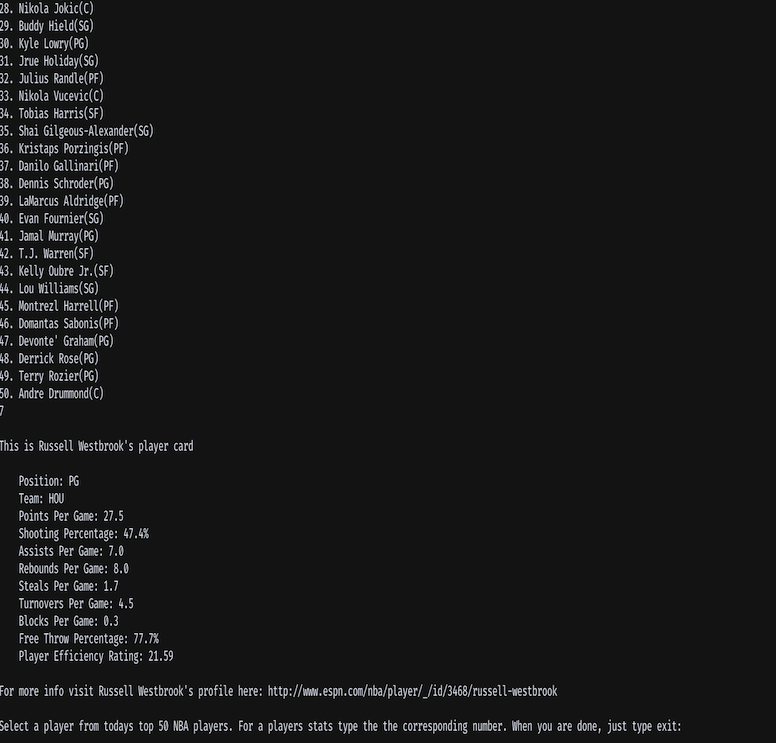 28. Nikola Jokic(C)
29. Buddy Hield(SG)
30. Kyle Lowry(PG)
31. Jrue Holiday(SG)
32. Julius Randle(PF)
33. Nikola Vucevic(C)
34. Tobias Harris(SF)
35. Shai Gilgeous-Alexander(SG)
36. Kristaps Porzingis(PF)
37. Danilo Gallinari(PF)
38. Dennis Schroder(PG)
39. LaMarcus Aldridge(PF)
40. Evan Fournier(SG)
41. Jamal Murray(PG)
42. T.J. Warren(SF)
43. Kelly Oubre Jr.(SF)
44. Lou Williams(SG)
45. Montrezl Harrell(PF)
46. Domantas Sabonis(PF)
47. Devonte' Graham(PG)
48. Derrick Rose(PG)
49. Terry Rozier(PG)
50. Andre Drummond(C)
7
This is Russell Westbrook's player card
Position: PG
Team: HOU
Points Per Game: 27.5
Shooting Percentage: 47.4%
Assists Per Game: 7.0
Rebounds Per Game: 8.0
Steals Per Game: 1.7
Turnovers Per Game: 4.5
Blocks Per Game: 0.3
Free Throw Percentage: 77.7%
Player Efficiency Rating: 21.59
For more info visit Russell Westbrook's profile here: http://www.espn.com/nba/player/_/id/3468/russell-westbrook
Select a player from todays top 50 NBA players. For a players stats type the the corresponding number. When you are done, just type exit: